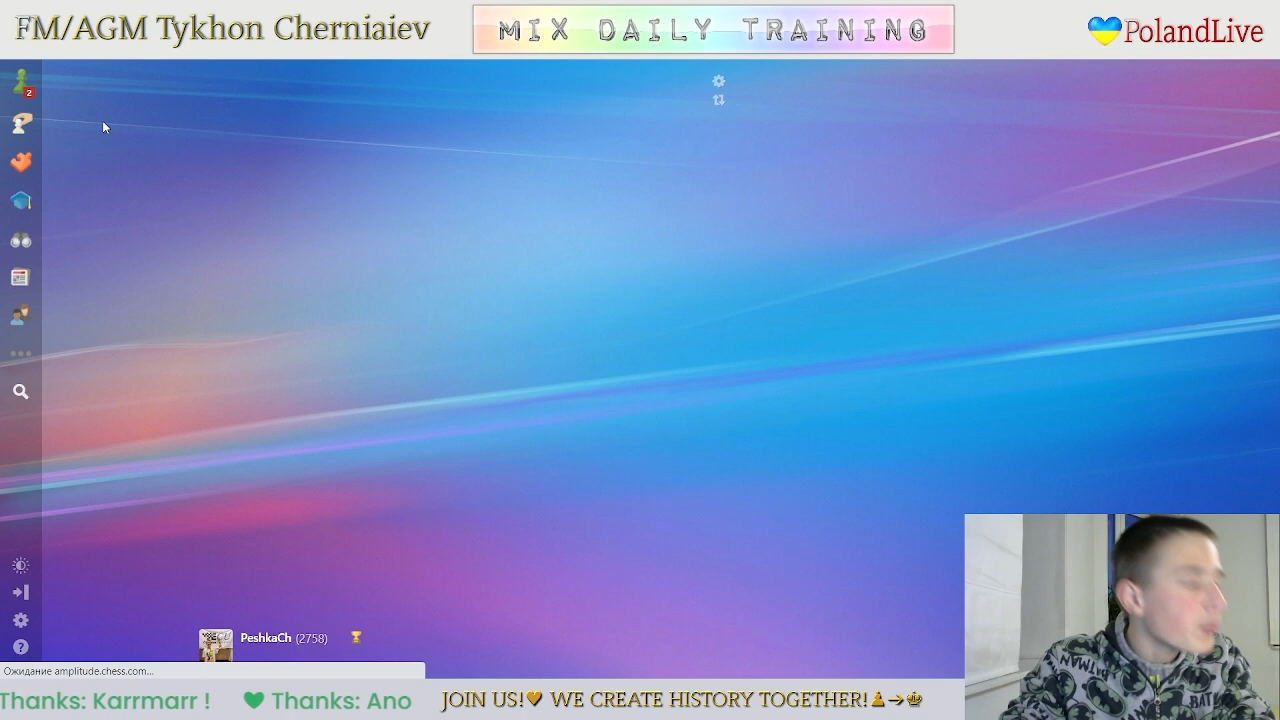 FM/AGM Tykhon Cherniaiev
MIX DAILY TRAINING
PolandLive
2
PeshkaCh (2758)
Ожидание amplitude.chess.com...
Thanks: Karrmarr ! Thanks: Ano
JOIN US! WE CREATE HISTORY TOGETHER!
BATMAN